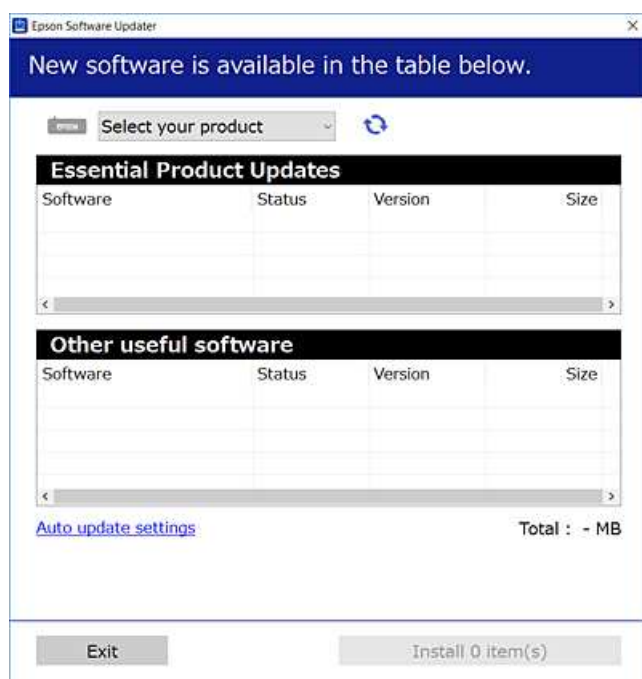 Epson Software Updater
New software is available in the table below.
EPSON Select your product
Essential Product Updates
Software Status Version Size
Other useful software
Software Status Version Size
Auto update settings Total : - MB
Exit Install 0 item(s)